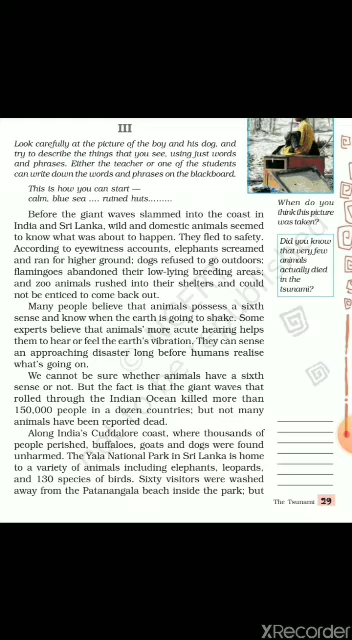 III
Look carefully at the picture of the boy and his dog, and
try to describe the things that you see, using just words
and phrases. Either the teacher or one of the students
can write down the words and phrases on the blackboard.
This is how you can start —
calm, blue sea .... ruined huts.........
Before the giant waves slammed into the coast in
India and Sri Lanka, wild and domestic animals seemed
to know what was about to happen. They fled to safety.
According to eyewitness accounts, elephants screamed
and ran for higher ground; dogs refused to go outdoors;
flamingoes abandoned their low-lying breeding areas;
and zoo animals rushed into their shelters and could
not be enticed to come back out.
Many people believe that animals possess a sixth
sense and know when the earth is going to shake. Some
experts believe that animals' more acute hearing helps
them to hear or feel the earth's vibration. They can sense
an approaching disaster long before humans realise
what's going on.
We cannot be sure whether animals have a sixth
sense or not. But the fact is that the giant waves that
rolled through the Indian Ocean killed more than
150,000 people in a dozen countries; but not many
animals have been reported dead.
Along India's Cuddalore coast, where thousands of
people perished, buffaloes, goats and dogs were found
unharmed. The Yala National Park in Sri Lanka is home
to a variety of animals including elephants, leopards,
and 130 species of birds. Sixty visitors were washed
away from the Patanangala beach inside the park; but
When do you
think this picture
was taken?
Did you know
that very few
animals
actually died
in the
tsunami?
The Tsunami 29
XRecorder